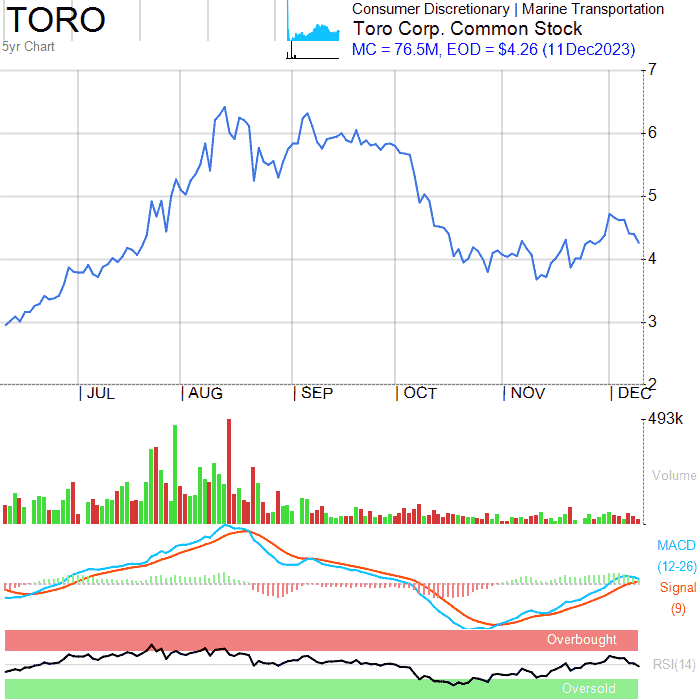 TORO
5yr Chart
Consumer Discretionary | Marine Transportation
Toro Corp. Common Stock
MC = 76.5M, EOD = $4.26 (11Dec2023)
7
6
5
4
3
2
| JUL | AUG | SEP | OCT | NOV | DEC
493k
Volume
MACD
(12-26)
Signal
(9)
Overbought
RSI(14)
Oversold